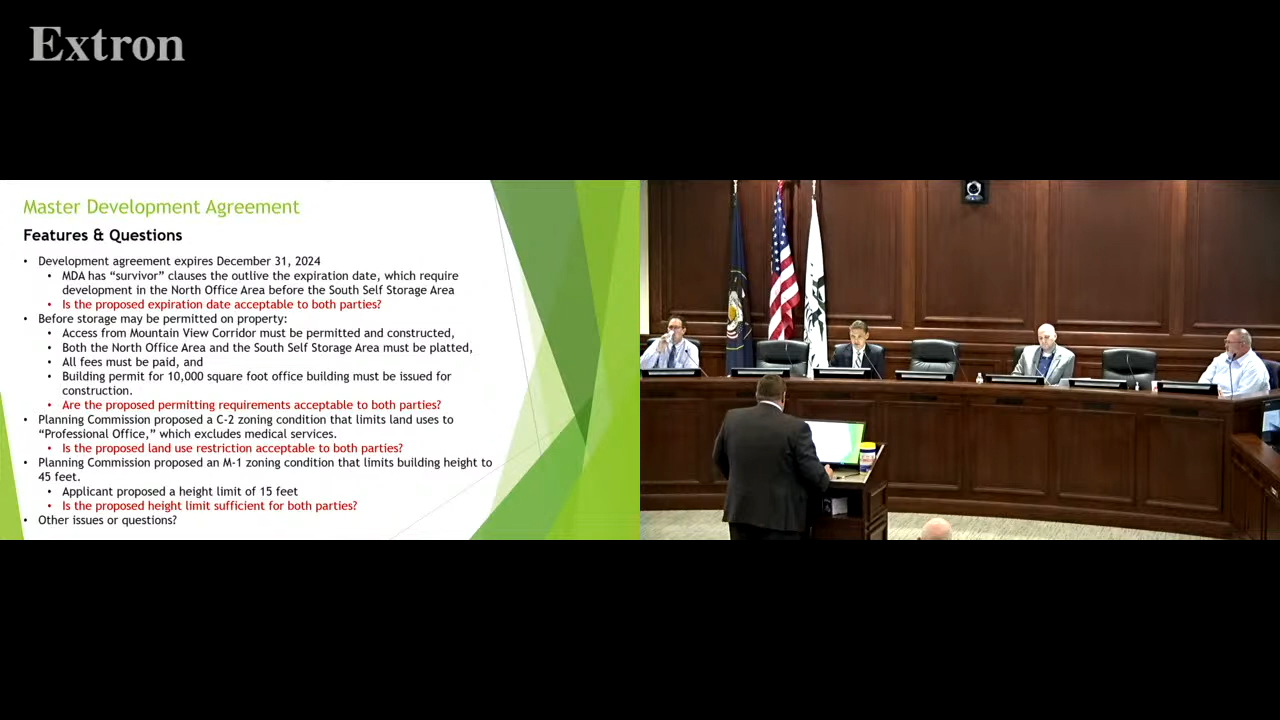 Extron
Master Development Agreement
Features & Questions
• Development agreement expires December 31, 2024
• MDA has “survivor” clauses the outlive the expiration date, which require
development in the North Office Area before the South Self Storage Area
• Is the proposed expiration date acceptable to both parties?
• Before storage may be permitted on property:
• Access from Mountain View Corridor must be permitted and constructed,
• Both the North Office Area and the South Self Storage Area must be platted,
• All fees must be paid, and
• Building permit for 10,000 square foot office building must be issued for
construction.
• Are the proposed permitting requirements acceptable to both parties?
• Planning Commission proposed a C-2 zoning condition that limits land uses to
“Professional Office,” which excludes medical services.
• Is the proposed land use restriction acceptable to both parties?
• Planning Commission proposed an M-1 zoning condition that limits building height to
45 feet.
• Applicant proposed a height limit of 15 feet
• Is the proposed height limit sufficient for both parties?
• Other issues or questions?